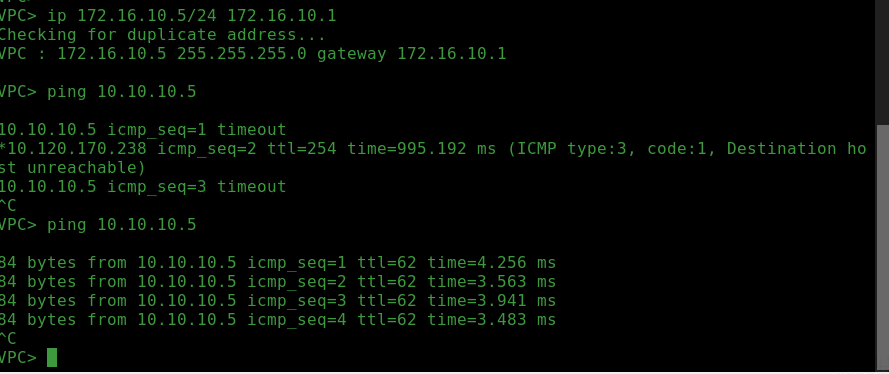 VPC> ip 172.16.10.5/24 172.16.10.1
Checking for duplicate address...
VPC : 172.16.10.5 255.255.255.0 gateway 172.16.10.1
VPC> ping 10.10.10.5
10.10.10.5 icmp_seq=1 timeout
*10.120.170.238 icmp_seq=2 ttl=254 time=995.192 ms (ICMP type:3, code:1, Destination ho
st unreachable)
10.10.10.5 icmp_seq=3 timeout
^C
VPC> ping 10.10.10.5
84 bytes from 10.10.10.5 icmp_seq=1 ttl=62 time=4.256 ms
84 bytes from 10.10.10.5 icmp_seq=2 ttl=62 time=3.563 ms
84 bytes from 10.10.10.5 icmp_seq=3 ttl=62 time=3.941 ms
84 bytes from 10.10.10.5 icmp_seq=4 ttl=62 time=3.483 ms
^C
VPC>